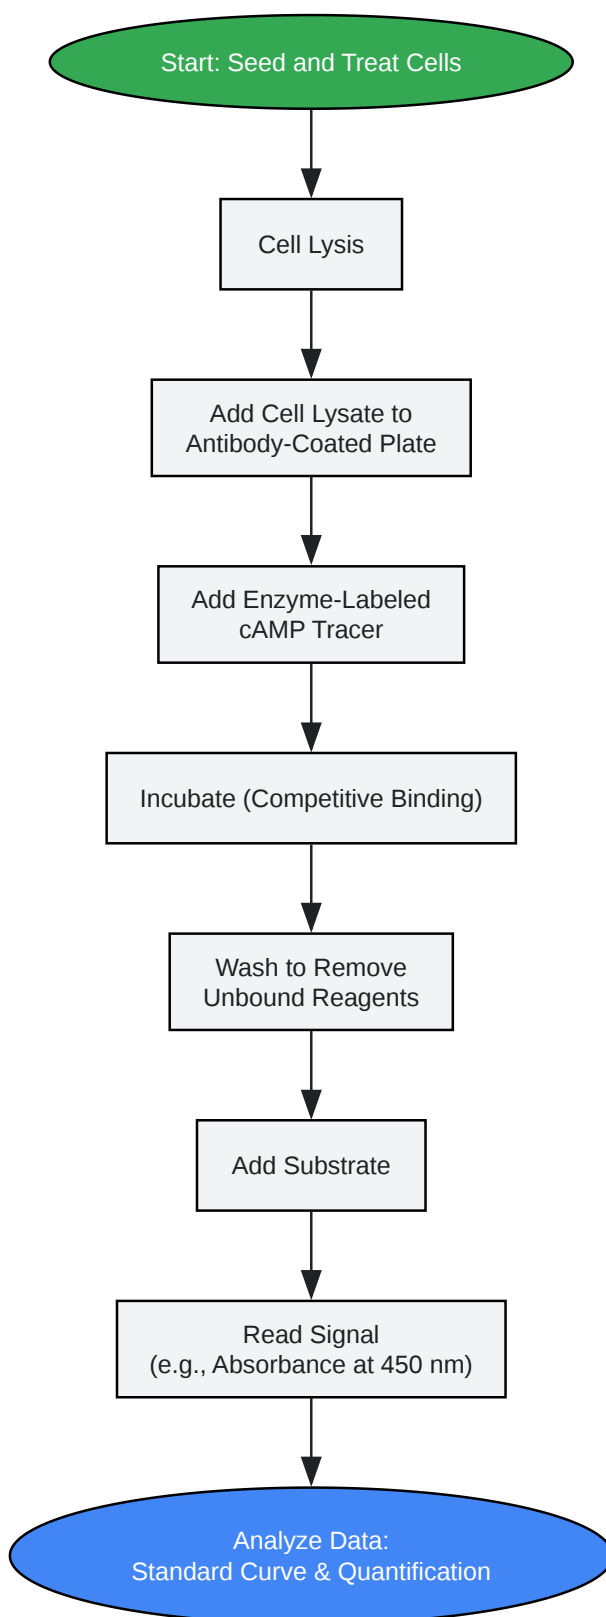 Start: Seed and Treat Cells
Cell Lysis
Add Cell Lysate to
Antibody-Coated Plate
Add Enzyme-Labeled
cAMP Tracer
Incubate (Competitive Binding)
Wash to Remove
Unbound Reagents
Add Substrate
Read Signal
(e.g., Absorbance at 450 nm)
Analyze Data:
Standard Curve & Quantification